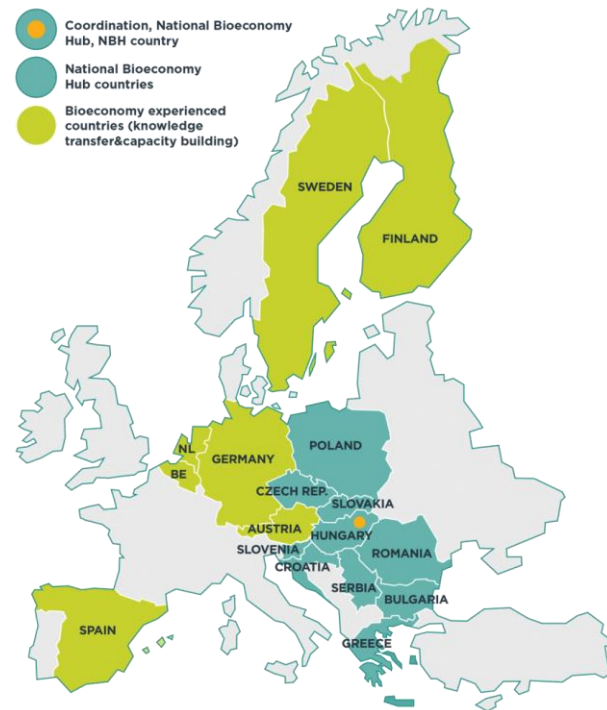 Coordination, National Bioeconomy
Hub, NBH country
National Bioeconomy
Hub countries
Bioeconomy experienced
countries (knowledge
transfer&capacity building)
SWEDEN
FINLAND
NL
BE
GERMANY
POLAND
CZECH REP.
SLOVAKIA
AUSTRIA
HUNGARY
SLOVENIA
CROATIA
ROMANIA
SERBIA
BULGARIA
SPAIN
GREECE